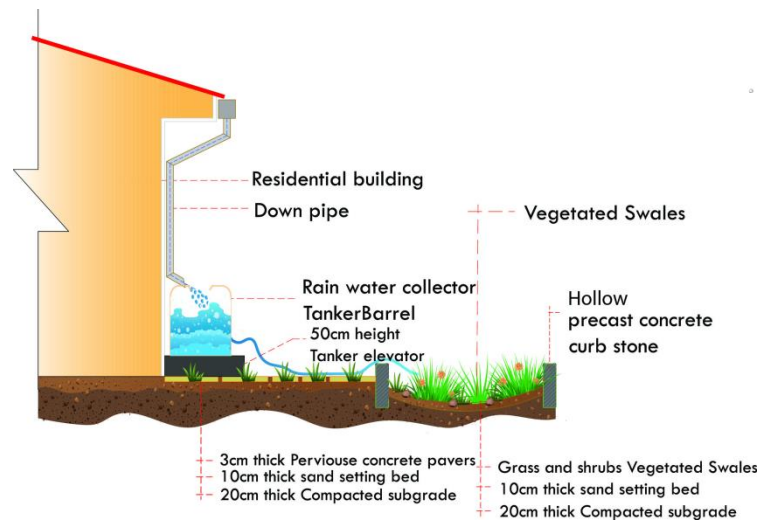 Residential building
Down pipe
Vegetated Swales
Rain water collector
TankerBarrel
50cm height
Tanker elevator
Hollow
precast concrete
curb stone
3cm thick Perviouse concrete pavers
10cm thick sand setting bed
20cm thick Compacted subgrade
Grass and shrubs Vegetated Swales
10cm thick sand setting bed
20cm thick Compacted subgrade